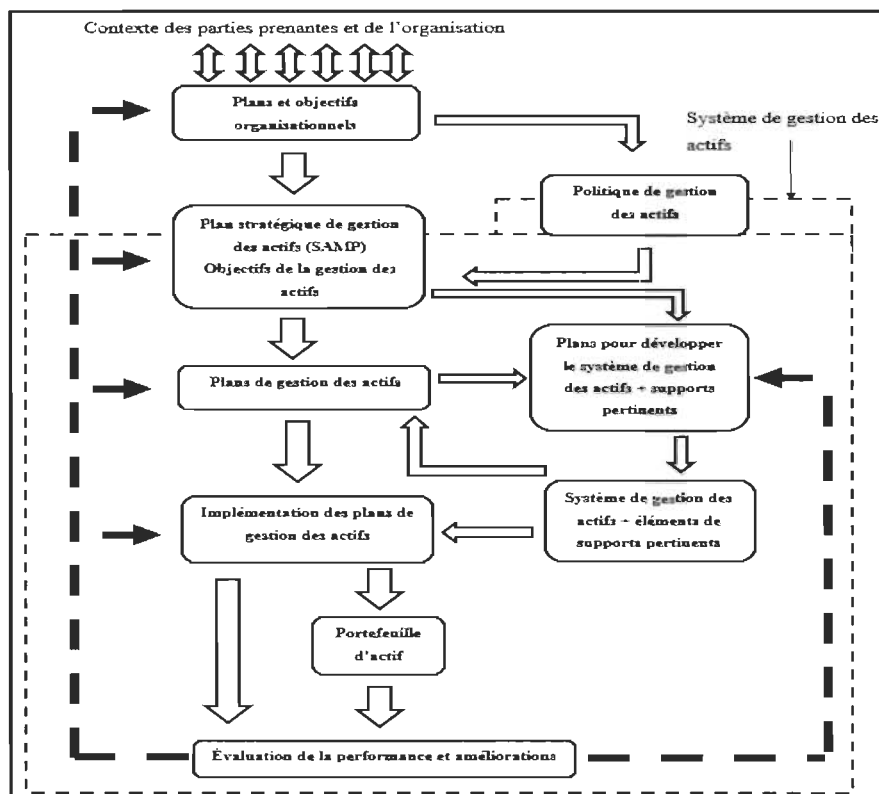 Contexte des parties prenantes et de l'organisation
Plans et objectifs
organisationnels
Système de gestion des
actifs
Politique de gestion
des actifs
Plan stratégique de gestion
des actifs (SAMP)
Objectifs de la gestion des
actifs
Plans pour développer
le système de gestion
des actifs + supports
pertinents
Plans de gestion des actifs
Système de gestion des
actifs + éléments de
supports pertinents
Implémentation des plans de
gestion des actifs
Portefeuille
d'actif
Évaluation de la performance et améliorations